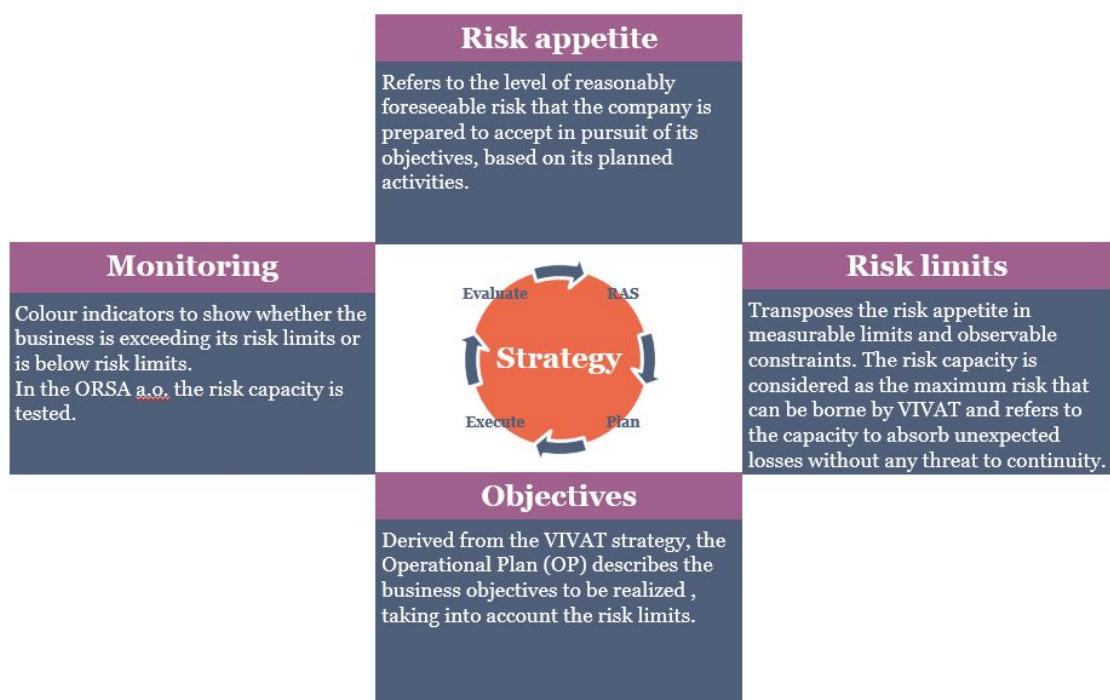 Risk appetite
Refers to the level of reasonably
foreseeable risk that the company is
prepared to accept in pursuit of its
objectives, based on its planned
activities.
Monitoring
Colour indicators to show whether the
business is exceeding its risk limits or
is below risk limits.
In the ORSA a.o. the risk capacity is
tested.
Evaluate
RAS
Strategy
Execute
Plan
Risk limits
Transposes the risk appetite in
measurable limits and observable
constraints. The risk capacity is
considered as the maximum risk that
can be borne by VIVAT and refers to
the capacity to absorb unexpected
losses without any threat to continuity.
Objectives
Derived from the VIVAT strategy, the
Operational Plan (OP) describes the
business objectives to be realized ,
taking into account the risk limits.